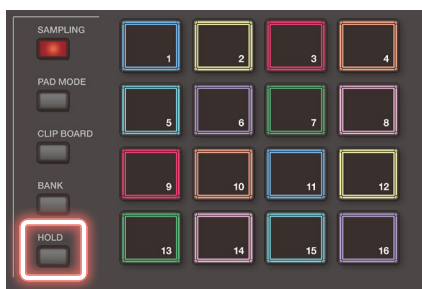 SAMPLING
1 2 3 4
PAD MODE
5 6 7 8
CLIP BOARD
BANK
9 10 11 12
HOLD
13 14 15 16